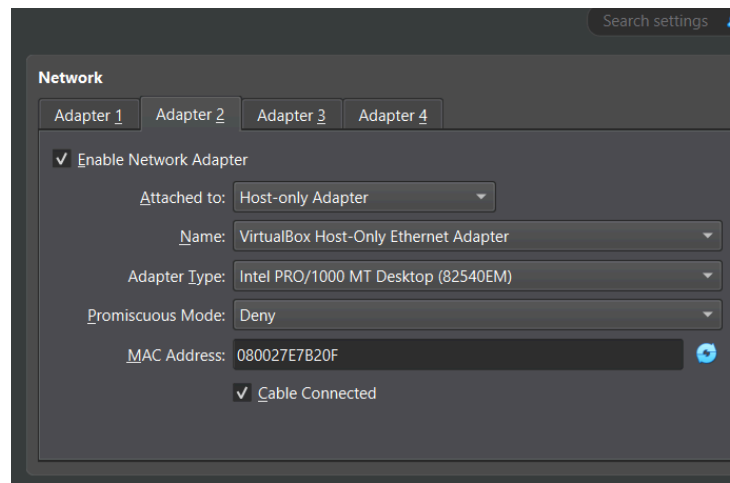 Search settings
Network
Adapter 1 Adapter 2 Adapter 3 Adapter 4
Enable Network Adapter
Attached to: Host-only Adapter
Name: VirtualBox Host-Only Ethernet Adapter
Adapter Type: Intel PRO/1000 MT Desktop (82540EM)
Promiscuous Mode: Deny
MAC Address: 080027E7B20F
Cable Connected